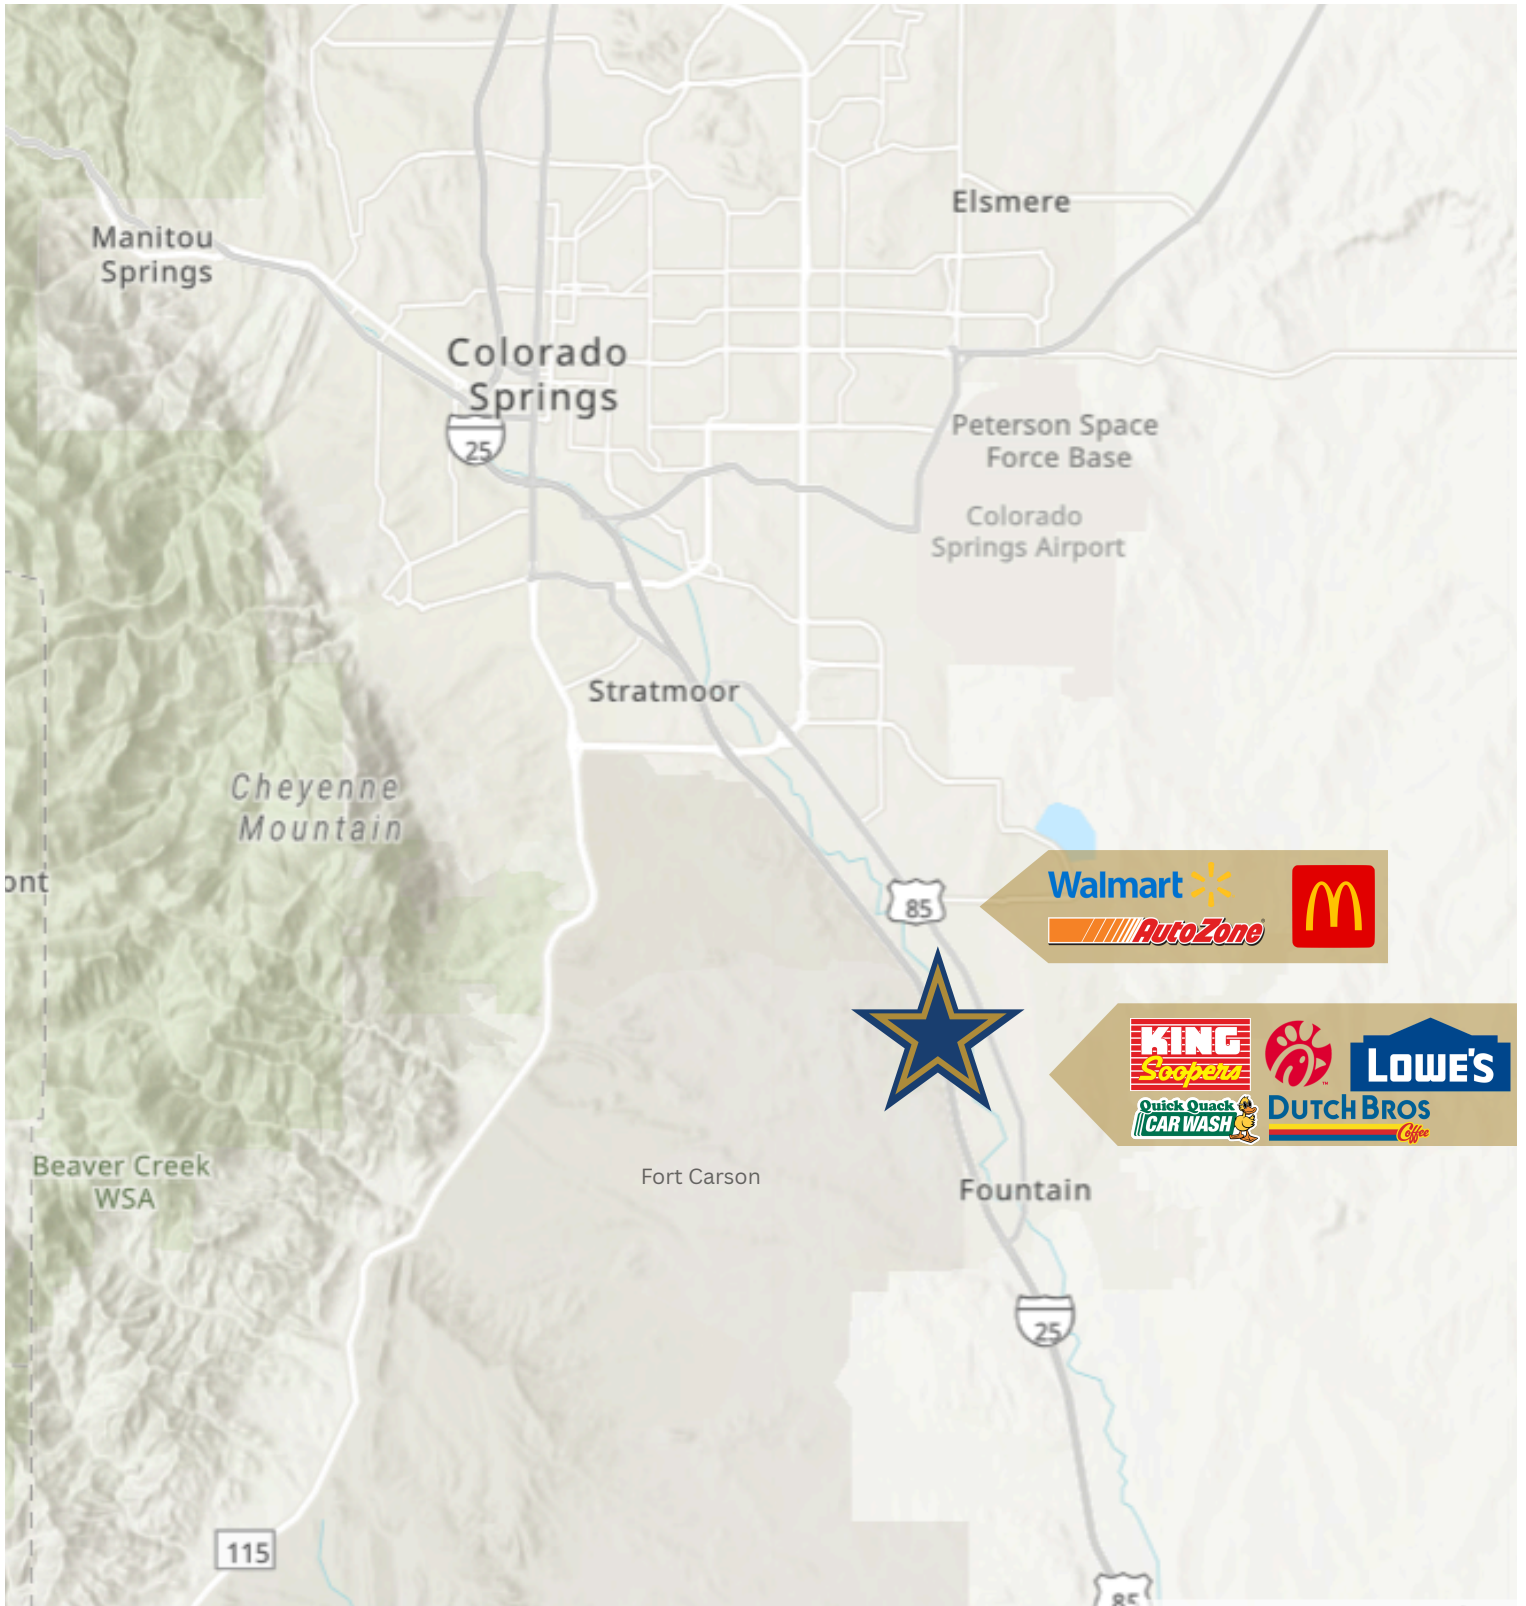 Elsmere
Manitou
Springs
Colorado
Springs
25
Peterson Space
Force Base
Colorado
Springs Airport
Stratmoor
Cheyenne
Mountain
ont
85
Walmart
AutoZone
KING
Soopers
LOWE'S
Quick Quack
CAR WASH
DUTCH BROS
Coffee
Beaver Creek
WSA
Fort Carson
Fountain
25
115
85